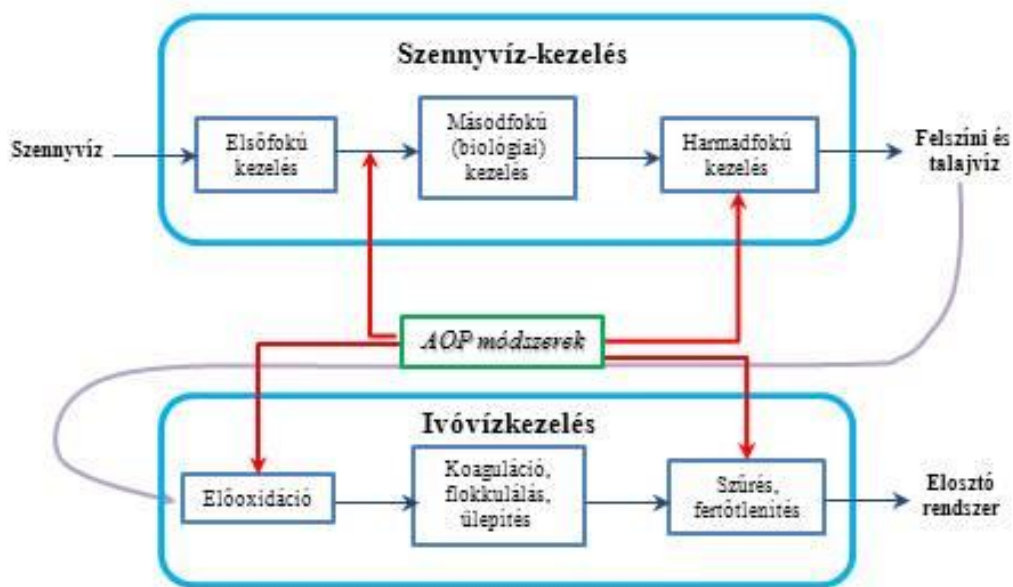 Szennyvíz-kezelés
Szennyvíz
Elsőfokú
kezelés
Másodfokú
(biológiai)
kezelés
Harmadfokú
kezelés
Felszíni és
talajvíz
AOP módszerek
Ivóvízkezelés
Előoxidáció
Koaguláció,
flokkulálás,
ülepítés
Szűrés,
fertőtlenítés
Elosztó
rendszer